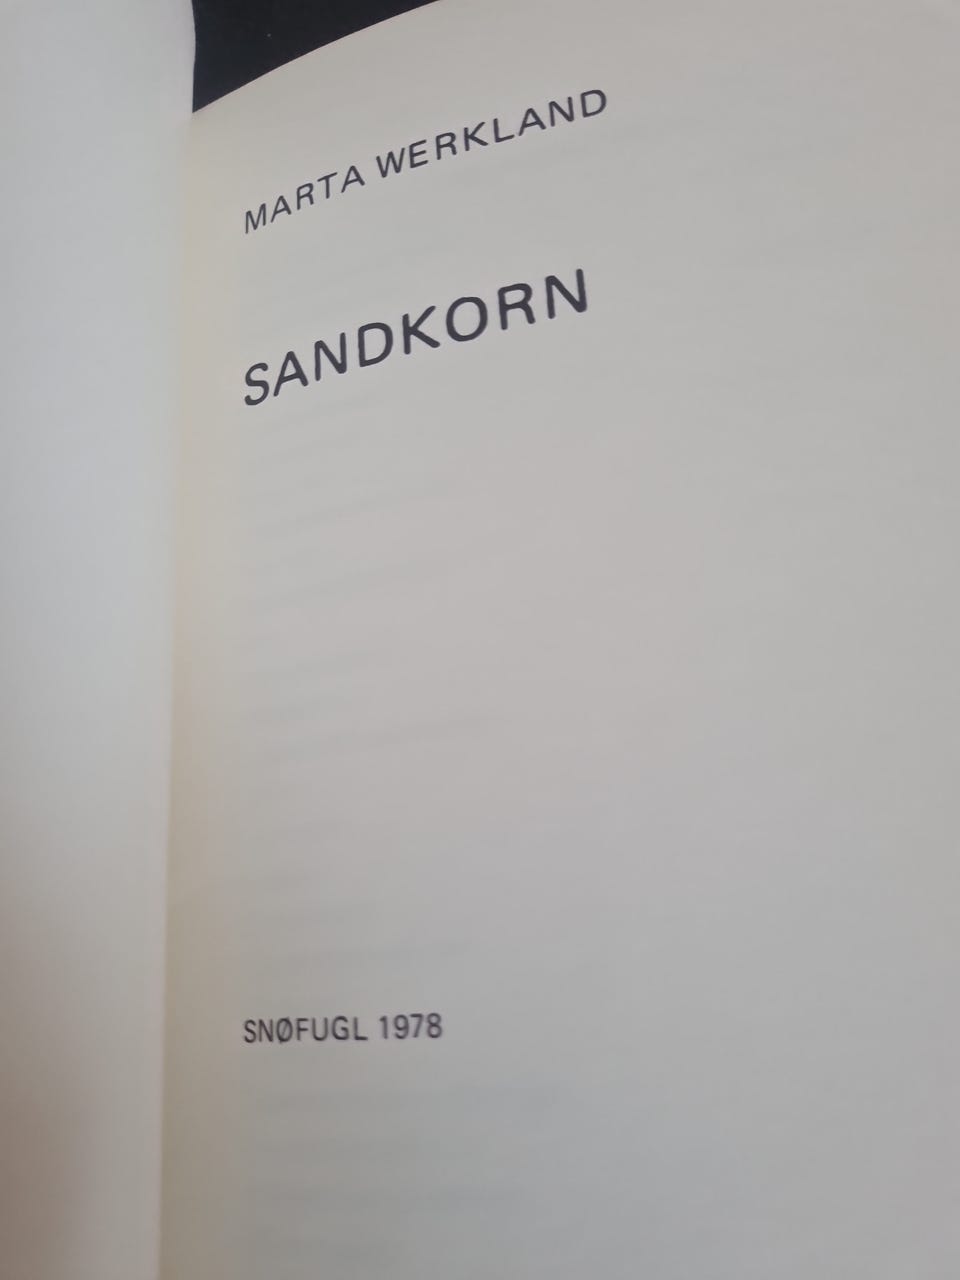 MARTA WERKLAND
SANDKORN
SNØFUGL 1978